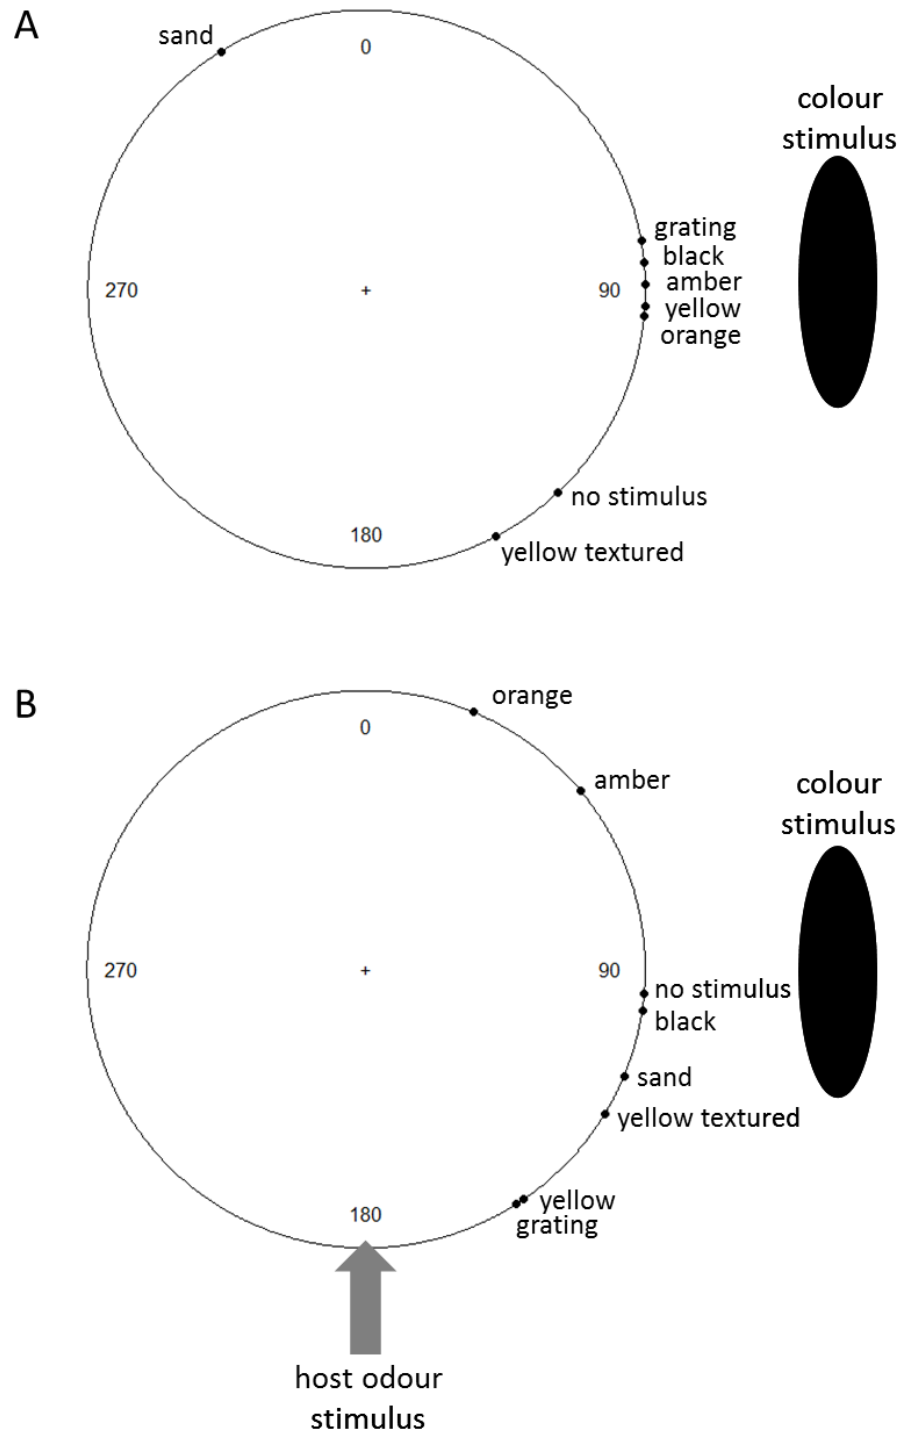 A
sand
0
colour
stimulus
grating
black
270
+
90
amber
yellow
orange
no stimulus
180
yellow textured
B
orange
0
amber
colour
stimulus
270
+
90
no stimulus
black
sand
yellow textured
yellow
180
grating
host odour
stimulus